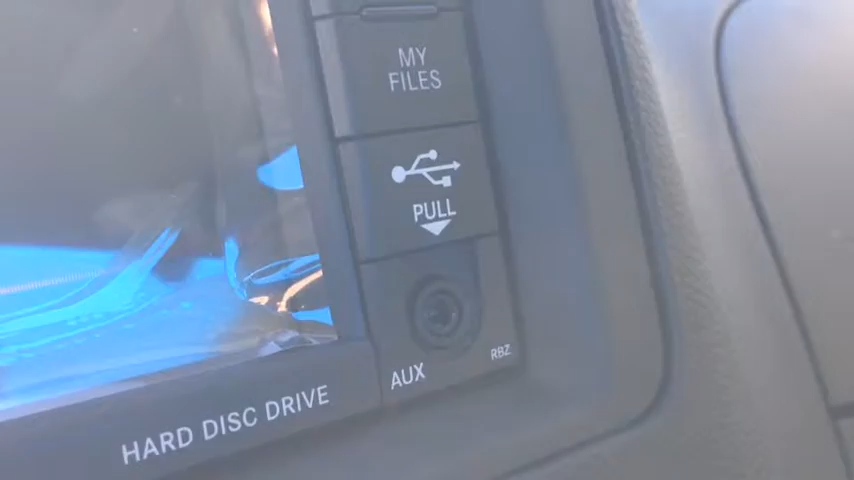 MY
FILES
PULL
AUX
RBZ
HARD DISC DRIVE